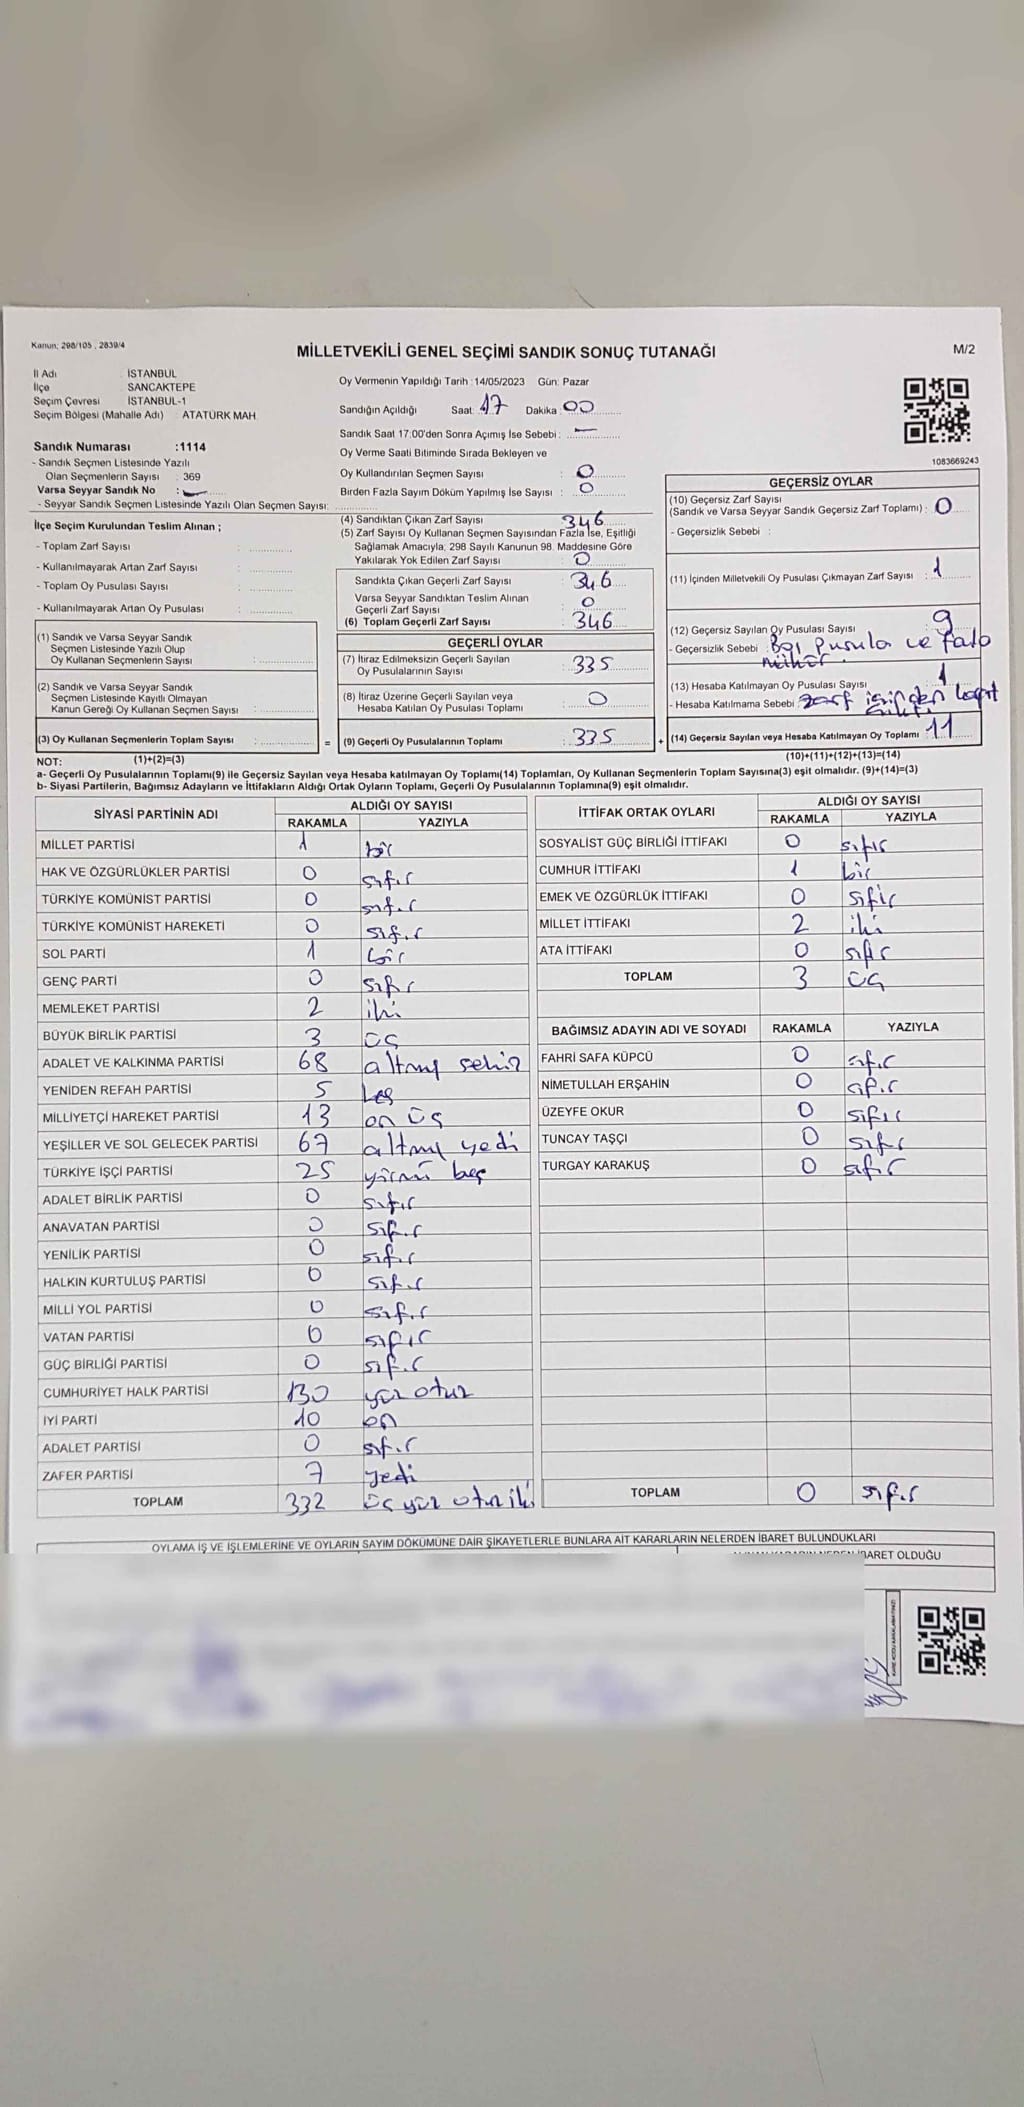 Kanun: 298/105 , 2839/4
MİLLETVEKİLİ GENEL SEÇİMİ SANDIK SONUÇ TUTANAĞI
M/2
İl Adı : İSTANBUL
İlçe : SANCAKTEPE
Seçim Çevresi : İSTANBUL-1
Seçim Bölgesi (Mahalle Adı) : ATATÜRK MAH
Sandık Numarası :1114
- Sandık Seçmen Listesinde Yazılı
Olan Seçmenlerin Sayısı : 369
Varsa Seyyar Sandık No : -
- Seyyar Sandık Seçmen Listesinde Yazılı Olan Seçmen Sayısı:
İlçe Seçim Kurulundan Teslim Alınan ;
- Toplam Zarf Sayısı :
- Kullanılmayarak Artan Zarf Sayısı :
- Toplam Oy Pusulası Sayısı :
- Kullanılmayarak Artan Oy Pusulası :
Oy Vermenin Yapıldığı Tarih :14/05/2023 Gün: Pazar
Sandığın Açıldığı Saat: 17 Dakika : 00
Sandık Saat 17:00'den Sonra Açımış İse Sebebi : -
Oy Verme Saati Bitiminde Sırada Bekleyen ve
Oy Kullandırılan Seçmen Sayısı : 0
Birden Fazla Sayım Döküm Yapılmış İse Sayısı : 0
(4) Sandıktan Çıkan Zarf Sayısı 346
(5) Zarf Sayısı Oy Kullanan Seçmen Sayısından Fazla İse, Eşitliği
Sağlamak Amacıyla; 298 Sayılı Kanunun 98. Maddesine Göre
Yakılarak Yok Edilen Zarf Sayısı : 0
Sandıkta Çıkan Geçerli Zarf Sayısı : 346
Varsa Seyyar Sandıktan Teslim Alınan
Geçerli Zarf Sayısı : 0
(6) Toplam Geçerli Zarf Sayısı : 346
1083669243
GEÇERSİZ OYLAR
(10) Geçersiz Zarf Sayısı
(Sandık ve Varsa Seyyar Sandık Geçersiz Zarf Toplamı) : 0
- Geçersizlik Sebebi :
(11) İçinden Milletvekili Oy Pusulası Çıkmayan Zarf Sayısı : 1
(12) Geçersiz Sayılan Oy Pusulası Sayısı : 9
- Geçersizlik Sebebi : Boş Pusula ve fazla
mühür.
(13) Hesaba Katılmayan Oy Pusulası Sayısı : 1
- Hesaba Katılmama Sebebi : zarf içinden
(14) Geçersiz Sayılan veya Hesaba Katılmayan Oy Toplamı : 11
(1) Sandık ve Varsa Seyyar Sandık
Seçmen Listesinde Yazılı Olup
Oy Kullanan Seçmenlerin Sayısı :
(2) Sandık ve Varsa Seyyar Sandık
Seçmen Listesinde Kayıtlı Olmayan
Kanun Gereği Oy Kullanan Seçmen Sayısı :
(3) Oy Kullanan Seçmenlerin Toplam Sayısı :
GEÇERLİ OYLAR
(7) İtiraz Edilmeksizin Geçerli Sayılan
Oy Pusulalarının Sayısı : 335
(8) İtiraz Üzerine Geçerli Sayılan veya
Hesaba Katılan Oy Pusulası Toplamı : 0
= (9) Geçerli Oy Pusulalarının Toplamı : 335 +
NOT: (1)+(2)=(3) (10)+(11)+(12)+(13)=(14)
a- Geçerli Oy Pusulalarının Toplamı(9) ile Geçersiz Sayılan veya Hesaba katılmayan Oy Toplamı(14) Toplamları, Oy Kullanan Seçmenlerin Toplam Sayısına(3) eşit olmalıdır. (9)+(14)=(3)
b- Siyasi Partilerin, Bağımsız Adayların ve İttifakların Aldığı Ortak Oyların Toplamı, Geçerli Oy Pusulalarının Toplamına(9) eşit olmalıdır.
SİYASİ PARTİNİN ADI ALDIĞI OY SAYISI
RAKAMLA YAZIYLA
MİLLET PARTİSİ 1 bir
HAK VE ÖZGÜRLÜKLER PARTİSİ 0 sıfır
TÜRKİYE KOMÜNİST PARTİSİ 0 sıfır
TÜRKİYE KOMÜNİST HAREKETİ 0 sıfır
SOL PARTİ 1 bir
GENÇ PARTİ 0 sıfır
MEMLEKET PARTİSİ 2 iki
BÜYÜK BİRLİK PARTİSİ 3 üç
ADALET VE KALKINMA PARTİSİ 68 altmış sekiz
YENİDEN REFAH PARTİSİ 5 beş
MİLLİYETÇİ HAREKET PARTİSİ 13 on üç
YEŞİLLER VE SOL GELECEK PARTİSİ 67 altmış yedi
TÜRKİYE İŞÇİ PARTİSİ 25 yirmi beş
ADALET BİRLİK PARTİSİ 0 sıfır
ANAVATAN PARTİSİ 0 sıfır
YENİLİK PARTİSİ 0 sıfır
HALKIN KURTULUŞ PARTİSİ 0 sıfır
MİLLİ YOL PARTİSİ 0 sıfır
VATAN PARTİSİ 0 sıfır
GÜÇ BİRLİĞİ PARTİSİ 0 sıfır
CUMHURİYET HALK PARTİSİ 130 yüz otuz
İYİ PARTİ 10 on
ADALET PARTİSİ 0 sıfır
ZAFER PARTİSİ 7 yedi
TOPLAM 332 üç yüz otuz iki
İTTİFAK ORTAK OYLARI ALDIĞI OY SAYISI
RAKAMLA YAZIYLA
SOSYALİST GÜÇ BİRLİĞİ İTTİFAKI 0 sıfır
CUMHUR İTTİFAKI 1 bir
EMEK VE ÖZGÜRLÜK İTTİFAKI 0 sıfır
MİLLET İTTİFAKI 2 iki
ATA İTTİFAKI 0 sıfır
TOPLAM 3 üç
BAĞIMSIZ ADAYIN ADI VE SOYADI RAKAMLA YAZIYLA
FAHRİ SAFA KÜPCÜ 0 sıfır
NİMETULLAH ERŞAHİN 0 sıfır
ÜZEYFE OKUR 0 sıfır
TUNCAY TAŞÇI 0 sıfır
TURGAY KARAKUŞ 0 sıfır
TOPLAM 0 sıfır
OYLAMA İŞ VE İŞLEMLERİNE VE OYLARIN SAYIM DÖKÜMÜNE DAİR ŞİKAYETLERLE BUNLARA AİT KARARLARIN NELERDEN İBARET BULUNDUKLARI
İBARET OLDUĞU